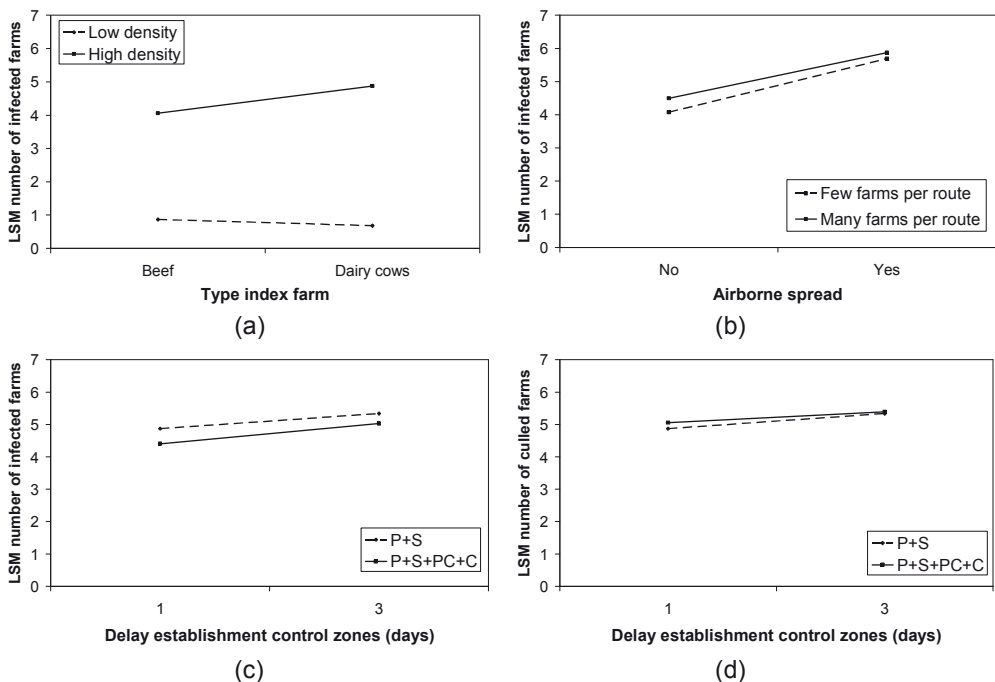 LSM number of infected farms
7
6
5
4
3
2
1
0
Low density
High density
Beef
Dairy cows
Type index farm
(a)
LSM number of infected farms
7
6
5
4
3
2
1
0
Few farms per route
Many farms per route
No
Yes
Airborne spread
(b)
LSM number of infected farms
7
6
5
4
3
2
1
0
P+S
P+S+PC+C
1
3
Delay establishment control zones (days)
(c)
LSM number of culled farms
7
6
5
4
3
2
1
0
P+S
P+S+PC+C
1
3
Delay establishment control zones (days)
(d)